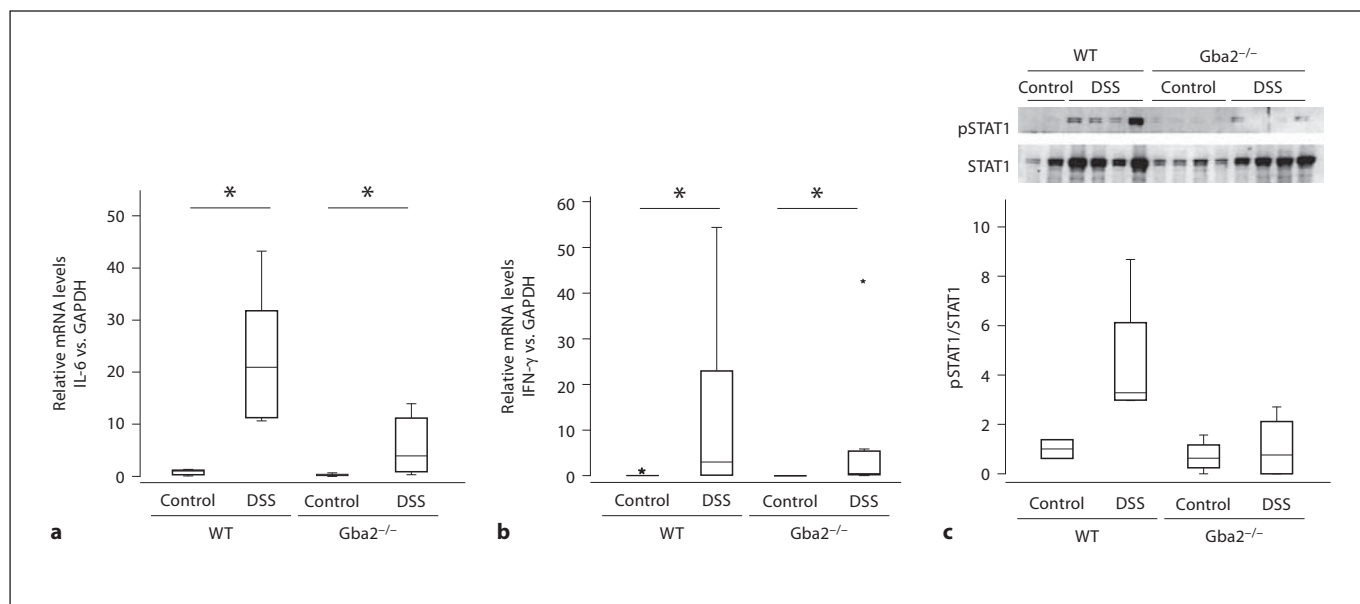 WT Gba2⁻/⁻
Control DSS Control DSS
pSTAT1
STAT1
* *
Relative mRNA levels
IL-6 vs. GAPDH
50
40
30
20
10
0
Control DSS Control DSS
WT Gba2⁻/⁻
a
* *
Relative mRNA levels
IFN-γ vs. GAPDH
60
50
40
30
20
10
0
*
*
Control DSS Control DSS
WT Gba2⁻/⁻
b
pSTAT1/STAT1
10
8
6
4
2
0
Control DSS Control DSS
WT Gba2⁻/⁻
c